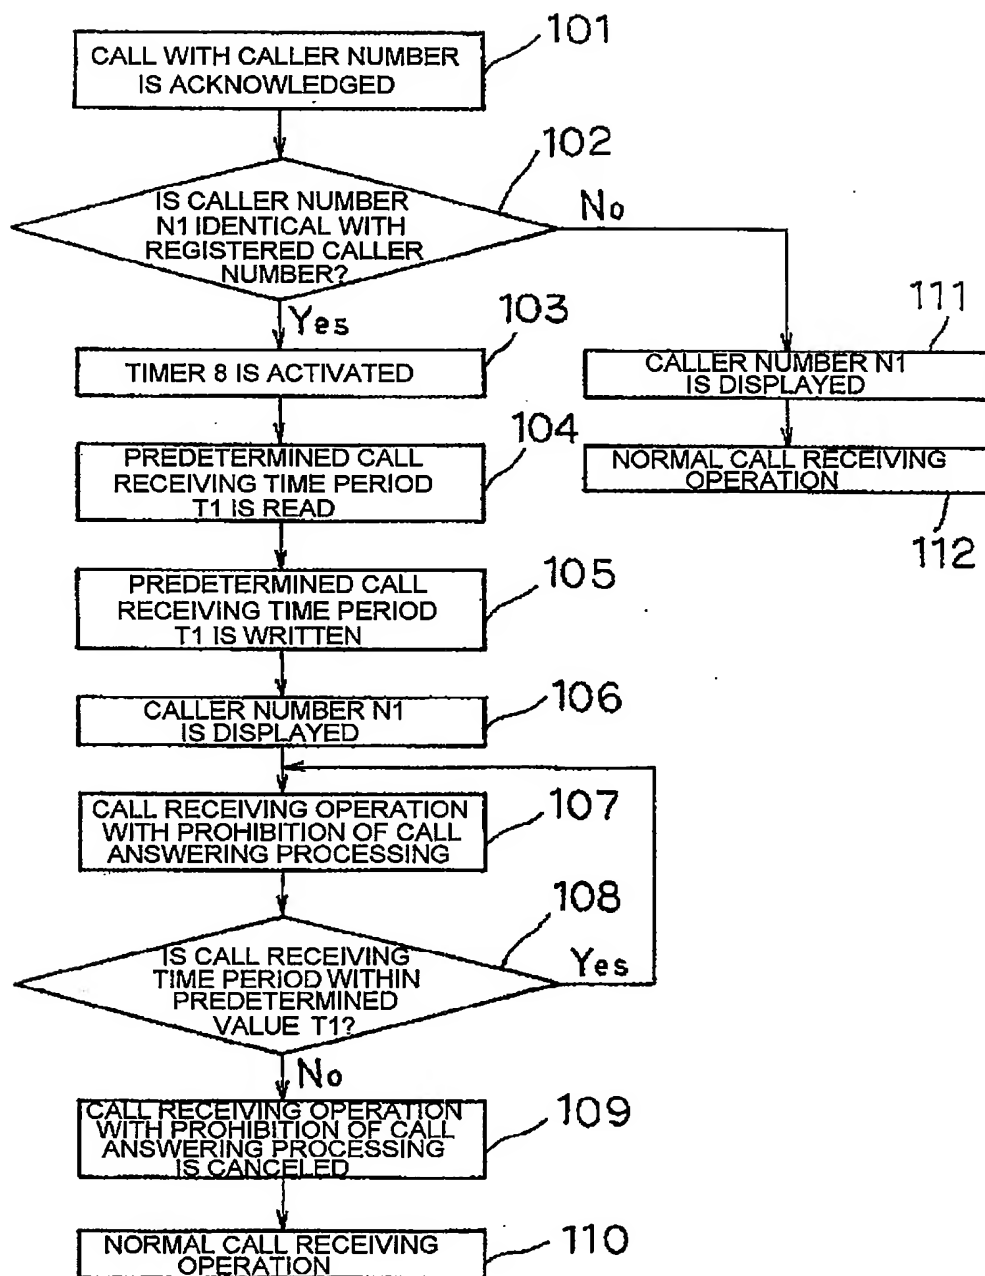 101
CALL WITH CALLER NUMBER
IS ACKNOWLEDGED
102
IS CALLER NUMBER
N1 IDENTICAL WITH
REGISTERED CALLER
NUMBER?
No
Yes
103
TIMER 8 IS ACTIVATED
111
CALLER NUMBER N1
IS DISPLAYED
104
PREDETERMINED CALL
RECEIVING TIME PERIOD
T1 IS READ
NORMAL CALL RECEIVING
OPERATION
112
105
PREDETERMINED CALL
RECEIVING TIME PERIOD
T1 IS WRITTEN
106
CALLER NUMBER N1
IS DISPLAYED
107
CALL RECEIVING OPERATION
WITH PROHIBITION OF CALL
ANSWERING PROCESSING
108
IS CALL RECEIVING
TIME PERIOD WITHIN
PREDETERMINED
VALUE T1?
Yes
No
109
CALL RECEIVING OPERATION
WITH PROHIBITION OF CALL
ANSWERING PROCESSING
IS CANCELED
110
NORMAL CALL RECEIVING
OPERATION